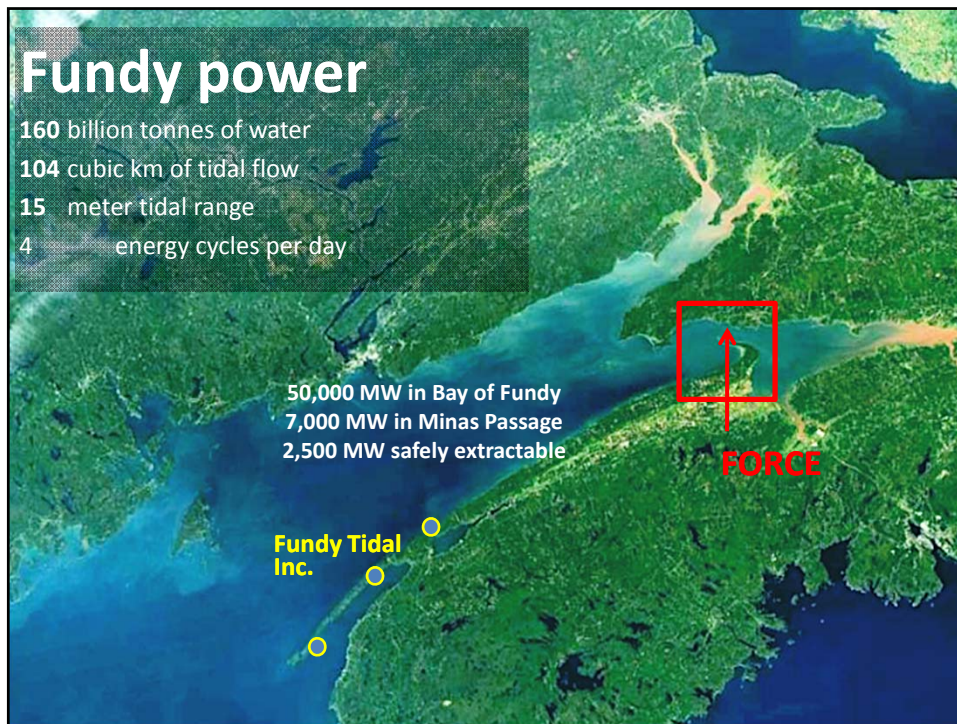 Fundy power
160 billion tonnes of water
104 cubic km of tidal flow
15 meter tidal range
4 energy cycles per day
50,000 MW in Bay of Fundy
7,000 MW in Minas Passage
2,500 MW safely extractable
FORCE
Fundy Tidal
Inc.